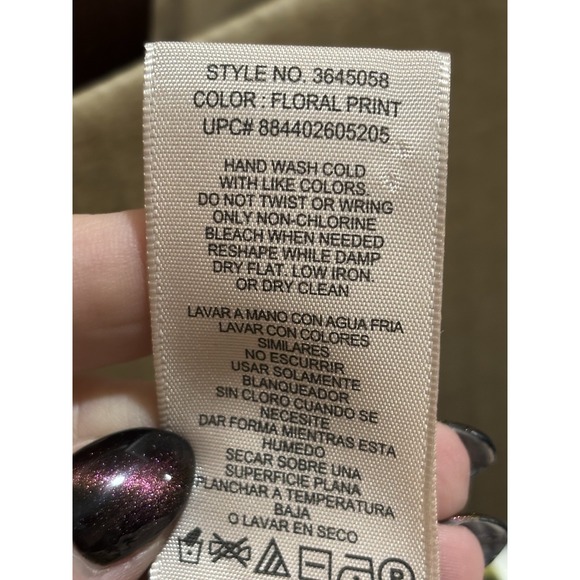 STYLE NO. 3645058
COLOR : FLORAL PRINT
UPC# 884402605205
HAND WASH COLD
WITH LIKE COLORS.
DO NOT TWIST OR WRING
ONLY NON-CHLORINE
BLEACH WHEN NEEDED
RESHAPE WHILE DAMP
DRY FLAT. LOW IRON.
OR DRY CLEAN
LAVAR A MANO CON AGUA FRIA
LAVAR CON COLORES
SIMILARES
NO ESCURRIR
USAR SOLAMENTE
BLANQUEADOR
SIN CLORO CUANDO SE
NECESITE
DAR FORMA MIENTRAS ESTA
HUMEDO
SECAR SOBRE UNA
SUPERFICIE PLANA
PLANCHAR A TEMPERATURA
BAJA
O LAVAR EN SECO